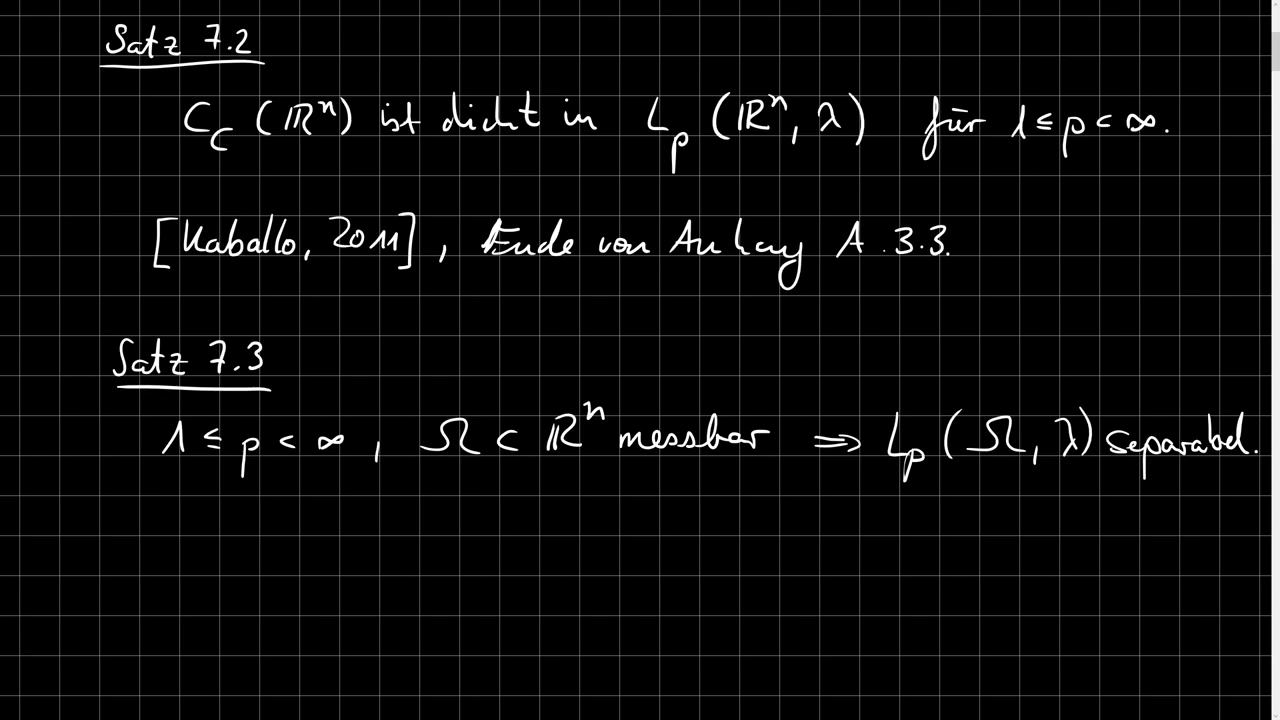 Satz 7.2
C_c (ℝⁿ) ist dicht in L_p (ℝⁿ, λ) für 1 ≤ p < ∞.
[Kaballo, 2011], Ende von Anhang A.3.3.
Satz 7.3
1 ≤ p < ∞, Ω ⊂ ℝⁿ messbar ⇒ L_p (Ω, λ) separabel.